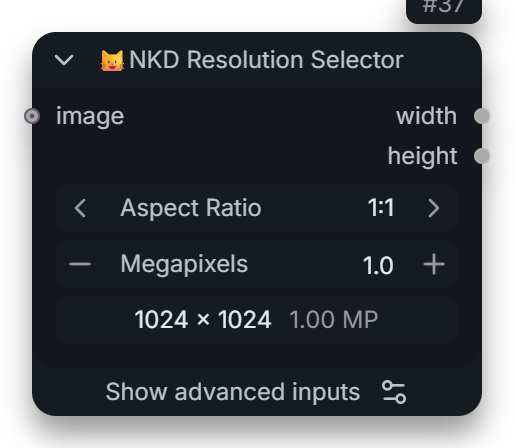 #37
NKD Resolution Selector
image width
height
Aspect Ratio 1:1
Megapixels 1.0
1024 × 1024 1.00 MP
Show advanced inputs